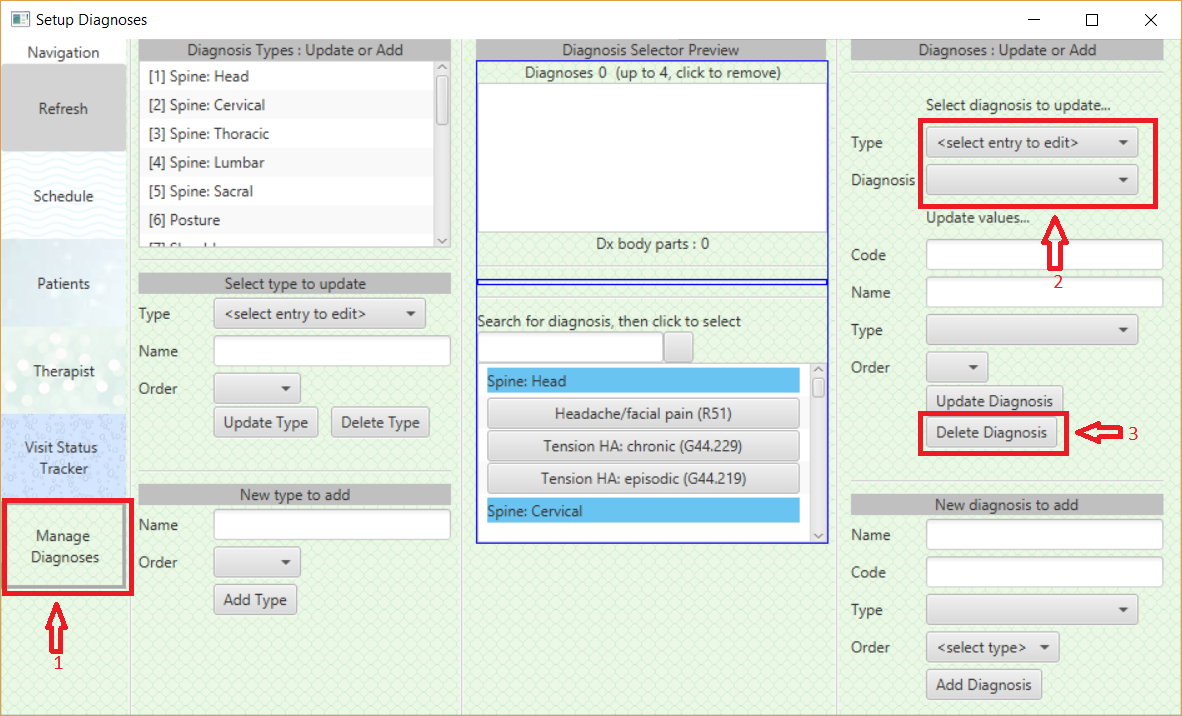 Setup Diagnoses
Navigation
Refresh
Schedule
Patients
Therapist
Visit Status
Tracker
Manage
Diagnoses
1
Diagnosis Types : Update or Add
[1] Spine: Head
[2] Spine: Cervical
[3] Spine: Thoracic
[4] Spine: Lumbar
[5] Spine: Sacral
[6] Posture
Select type to update
Type <select entry to edit>
Name
Order
Update Type Delete Type
New type to add
Name
Order
Add Type
Diagnosis Selector Preview
Diagnoses 0 (up to 4, click to remove)
Dx body parts : 0
Search for diagnosis, then click to select
Spine: Head
Headache/facial pain (R51)
Tension HA: chronic (G44.229)
Tension HA: episodic (G44.219)
Spine: Cervical
Diagnoses : Update or Add
Select diagnosis to update...
Type <select entry to edit>
Diagnosis
Update values...
2
Code
Name
Type
Order
Update Diagnosis
Delete Diagnosis 3
New diagnosis to add
Name
Code
Type
Order <select type>
Add Diagnosis